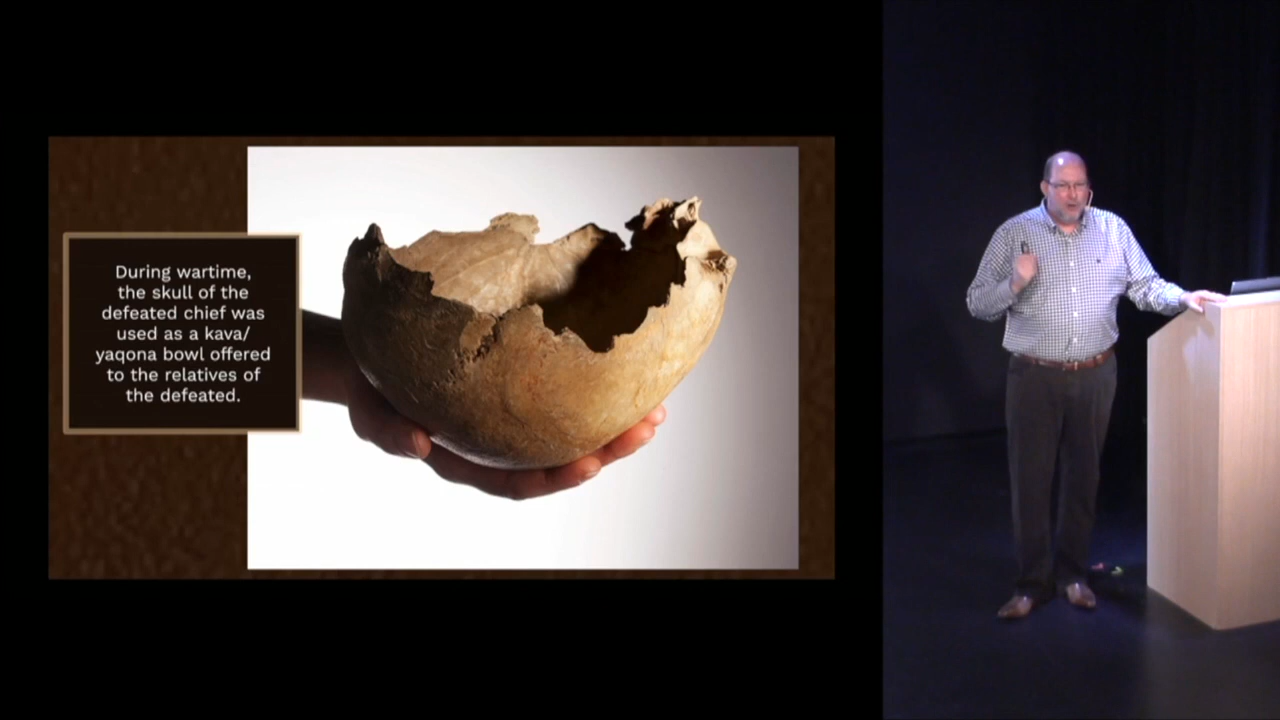 During wartime,
the skull of the
defeated chief was
used as a kava/
yaqona bowl offered
to the relatives of
the defeated.